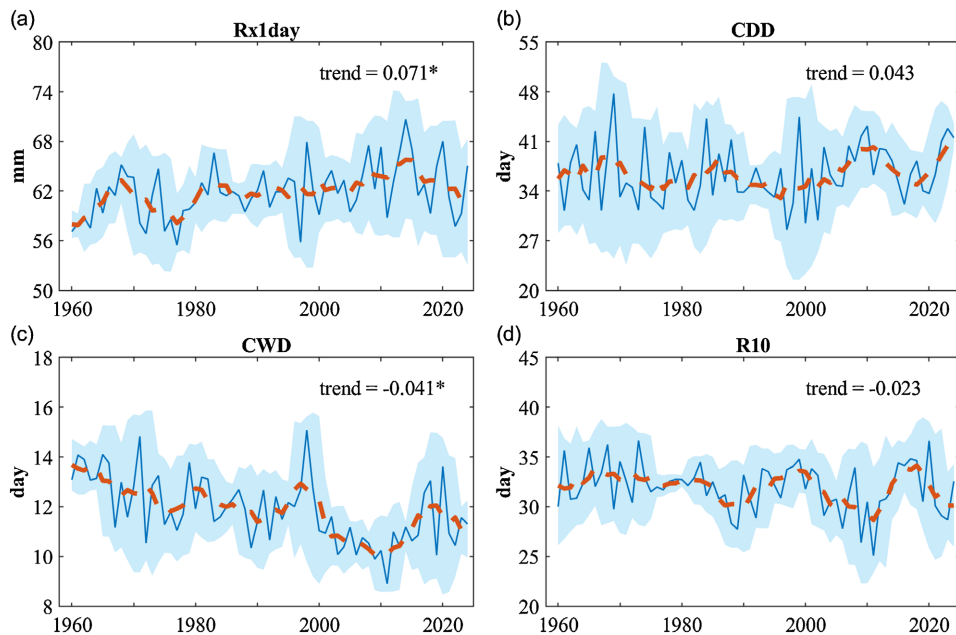 (a)
Rx1day
80
74
68
62
56
50
mm
trend = 0.071*
1960
1980
2000
2020
(b)
CDD
55
48
41
34
27
20
day
trend = 0.043
1960
1980
2000
2020
(c)
CWD
18
16
14
12
10
8
day
trend = -0.041*
1960
1980
2000
2020
(d)
R10
45
40
35
30
25
20
day
trend = -0.023
1960
1980
2000
2020